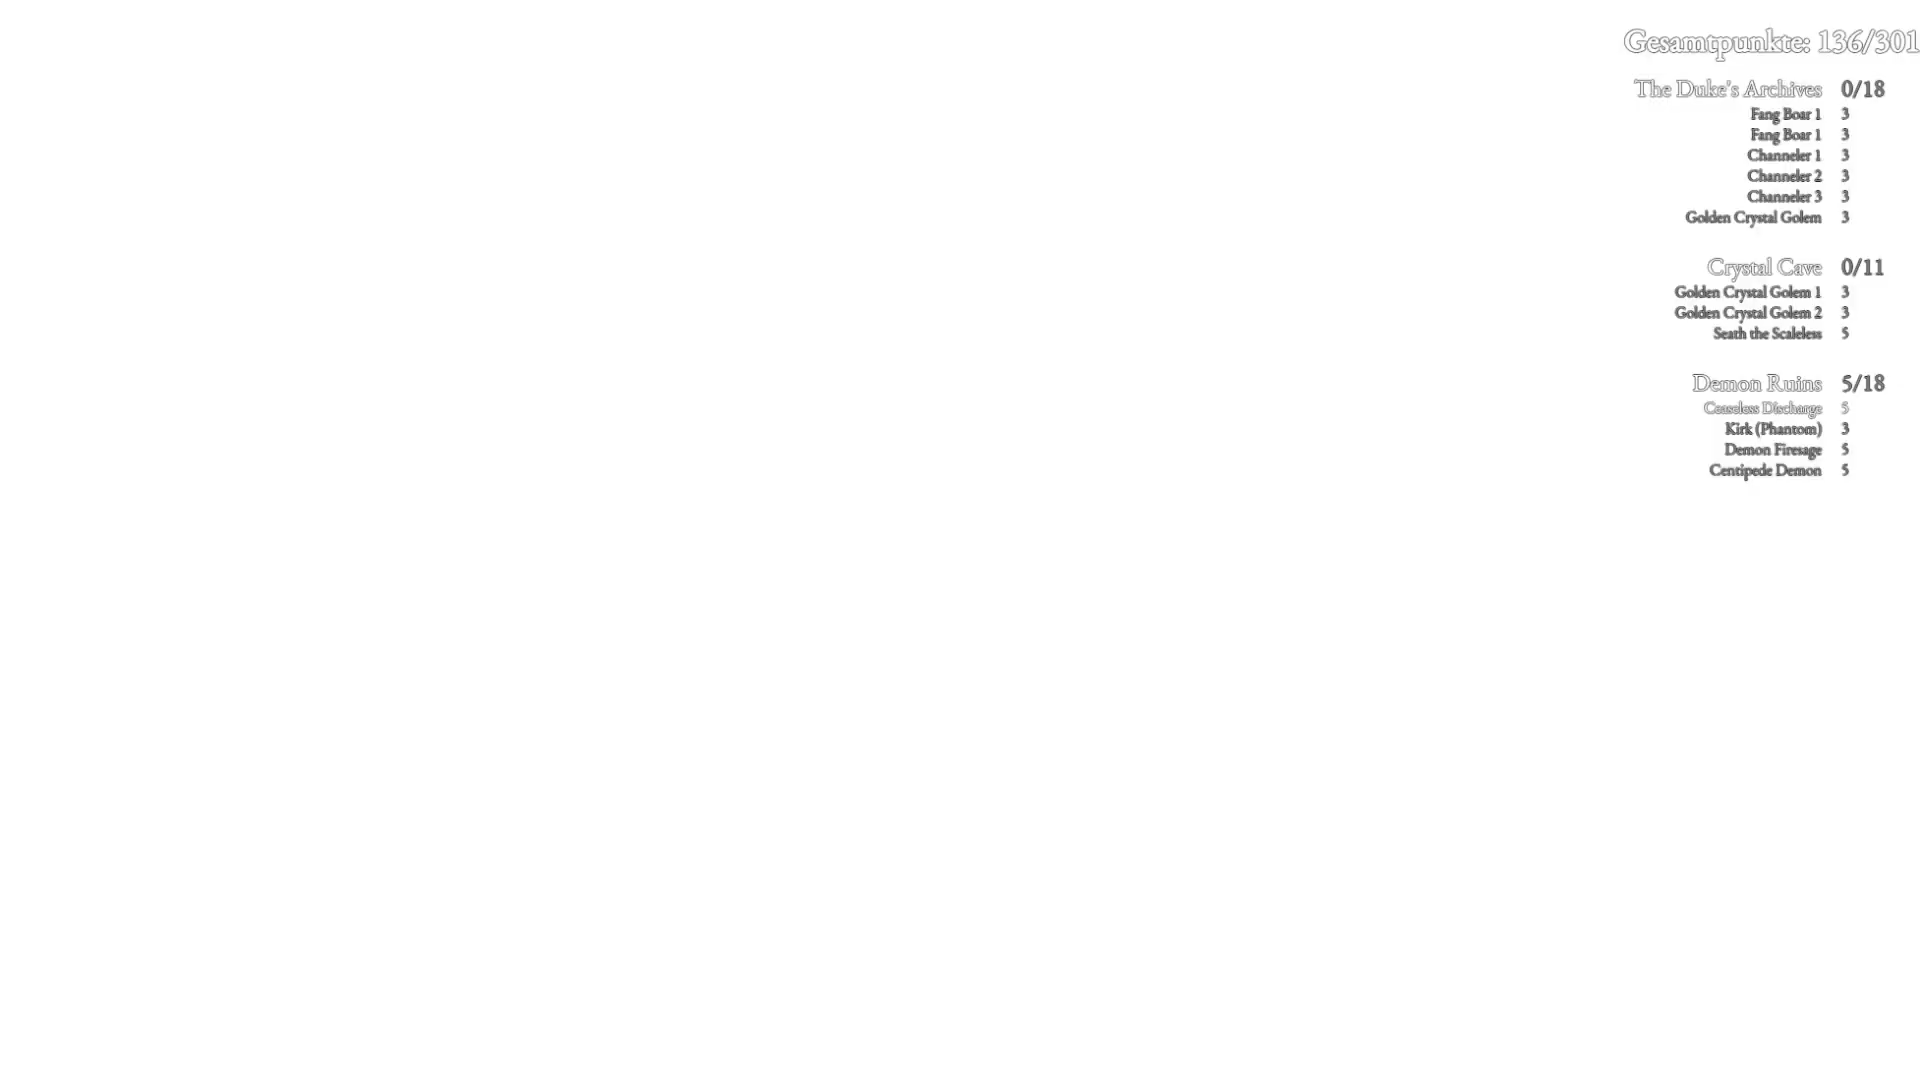 Gesamtpunkte: 136/301
The Duke's Archives 0/18
Fang Boar 1 3
Fang Boar 1 3
Channeler 1 3
Channeler 2 3
Channeler 3 3
Golden Crystal Golem 3
Crystal Cave 0/11
Golden Crystal Golem 1 3
Golden Crystal Golem 2 3
Seath the Scaleless 5
Demon Ruins 5/18
Ceaseless Discharge 5
Kirk (Phantom) 3
Demon Firesage 5
Centipede Demon 5